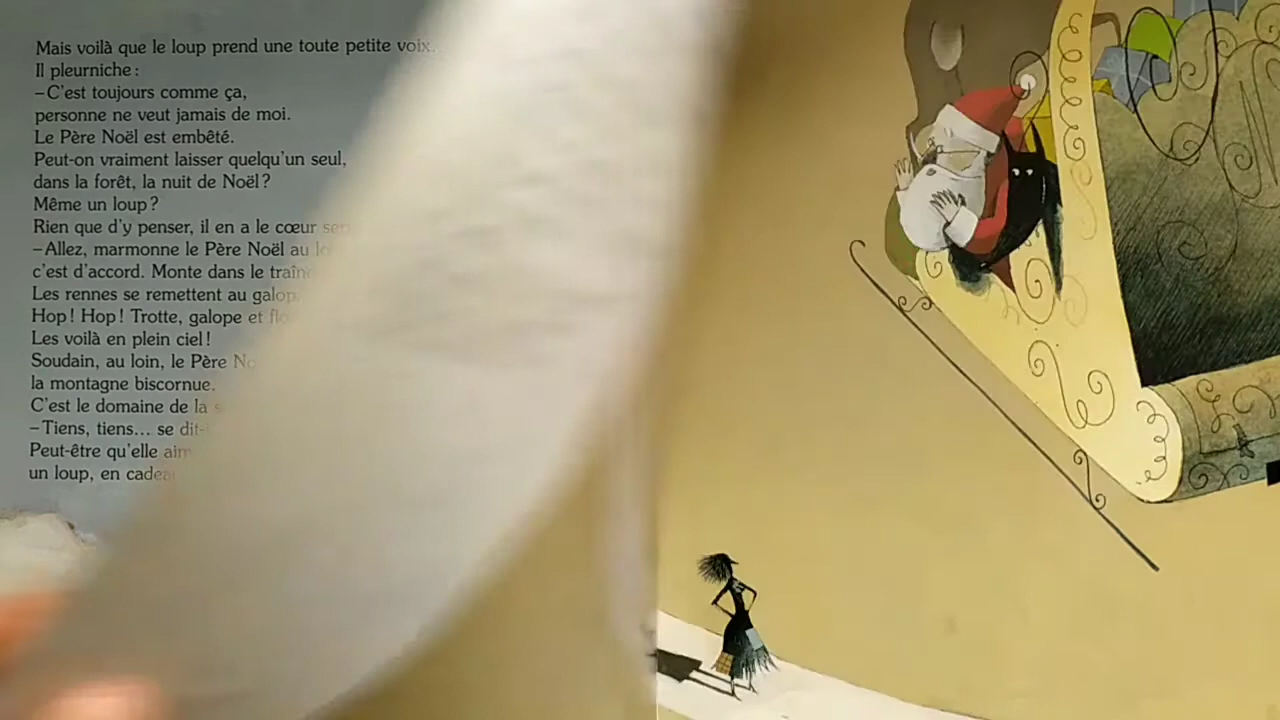 Mais voilà que le loup prend une toute petite voix.
Il pleurniche :
– C'est toujours comme ça,
personne ne veut jamais de moi.
Le Père Noël est embêté.
Peut-on vraiment laisser quelqu'un seul,
dans la forêt, la nuit de Noël ?
Même un loup ?
Rien que d'y penser, il en a le cœur
– Allez, marmonne le Père Noël au
c'est d'accord. Monte dans le
Les rennes se remettent au galop
Hop ! Hop ! Trotte, galope et
Les voilà en plein ciel !
Soudain, au loin, le Père
la montagne biscornue.
C'est le domaine de la
– Tiens, tiens... se
Peut-être qu'elle
un loup, en